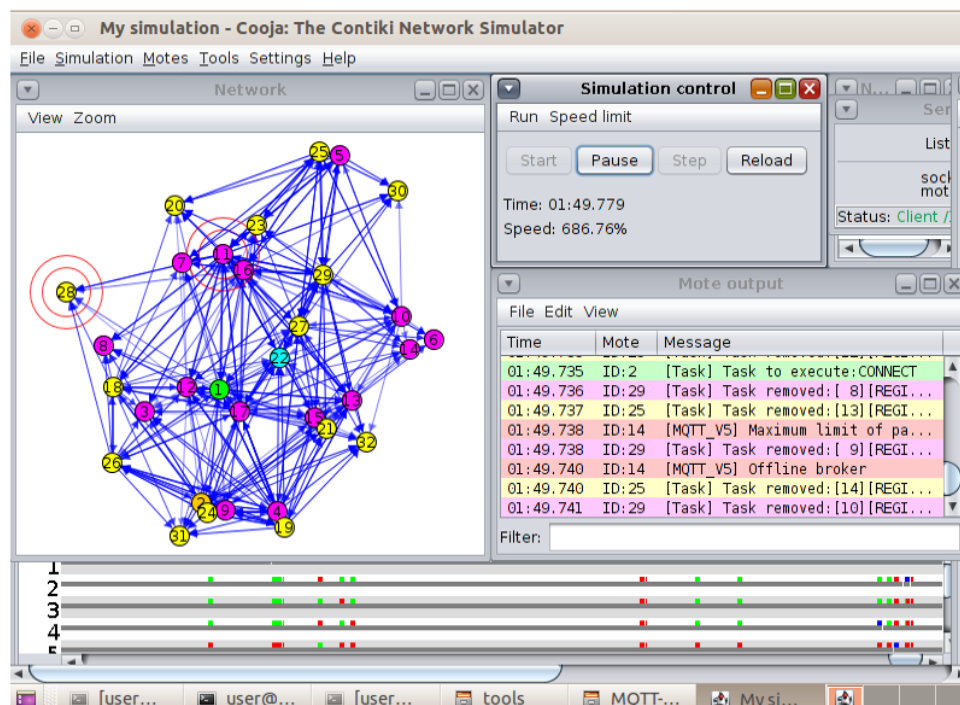 My simulation - Cooja: The Contiki Network Simulator
File Simulation Motes Tools Settings Help
Network
View Zoom
25 5
30
20
23
11
7
16
28
29
10
27
6
8
14
22
18
12
1
13
3
17
15
21
32
26
2
24
9
4
19
31
Simulation control
Run Speed limit
Start Pause Step Reload
Time: 01:49.779
Speed: 686.76%
N...
Ser
List
sock
mot
Status: Client /
Mote output
File Edit View
Time Mote Message
01:49.735 ID:2 [Task] Task to execute:CONNECT
01:49.736 ID:29 [Task] Task removed:[ 8][REGI...
01:49.737 ID:25 [Task] Task removed:[13][REGI...
01:49.738 ID:14 [MQTT_V5] Maximum limit of pa...
01:49.738 ID:29 [Task] Task removed:[ 9][REGI...
01:49.740 ID:14 [MQTT_V5] Offline broker
01:49.740 ID:25 [Task] Task removed:[14][REGI...
01:49.741 ID:29 [Task] Task removed:[10][REGI...
Filter:
1
2
3
4
5
[user... user@... [user... tools MQTT-... My si...